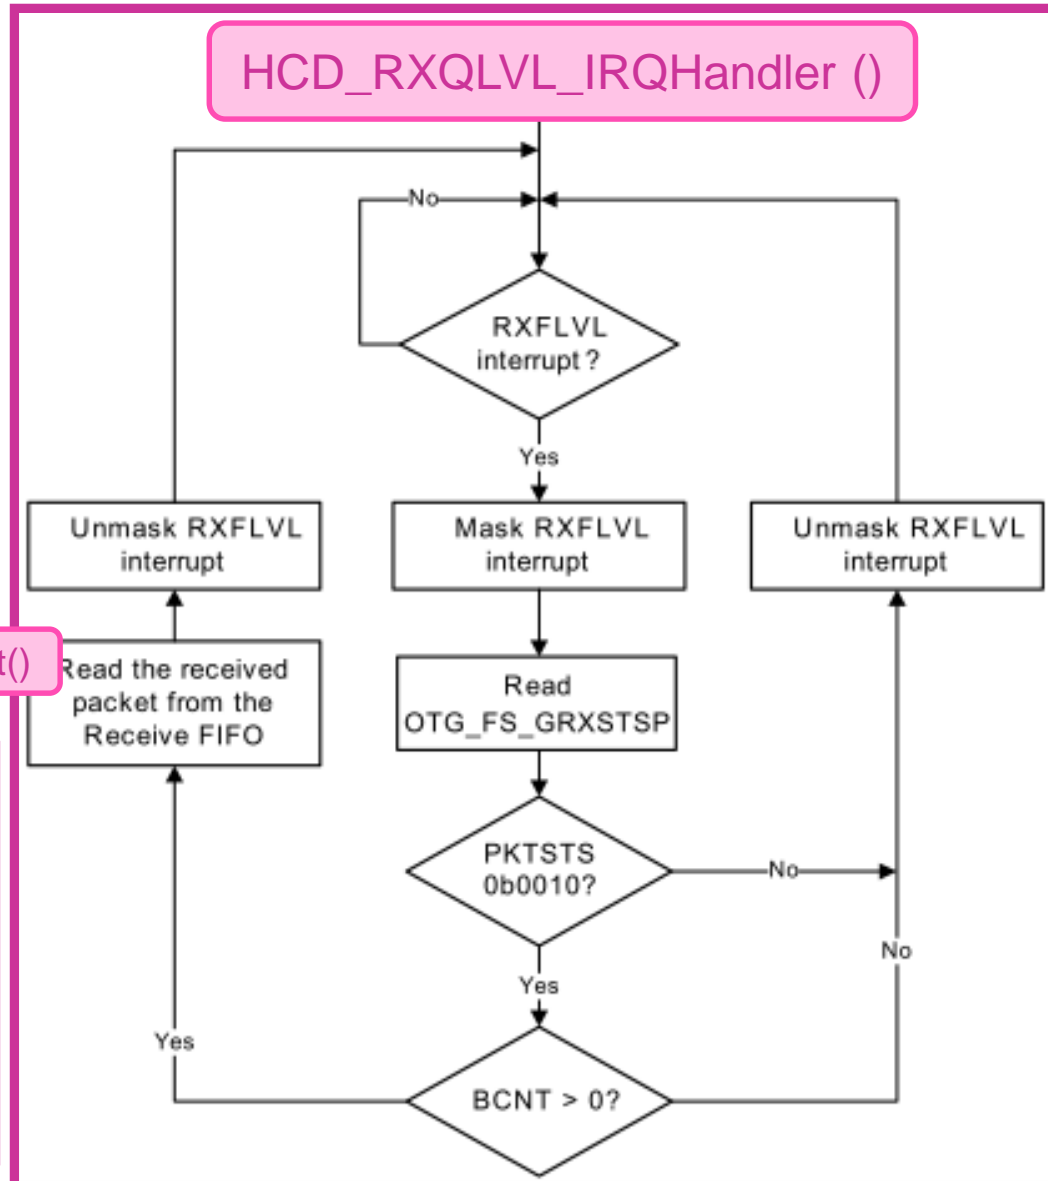 HCD_RXQLVL_IRQHandler ()
No
RXFLVL
interrupt?
Yes
Unmask RXFLVL
interrupt
Mask RXFLVL
interrupt
Unmask RXFLVL
interrupt
t()
Read the received
packet from the
Receive FIFO
Read
OTG_FS_GRXSTSP
PKTSTS
0b0010?
No
No
Yes
Yes
BCNT > 0?